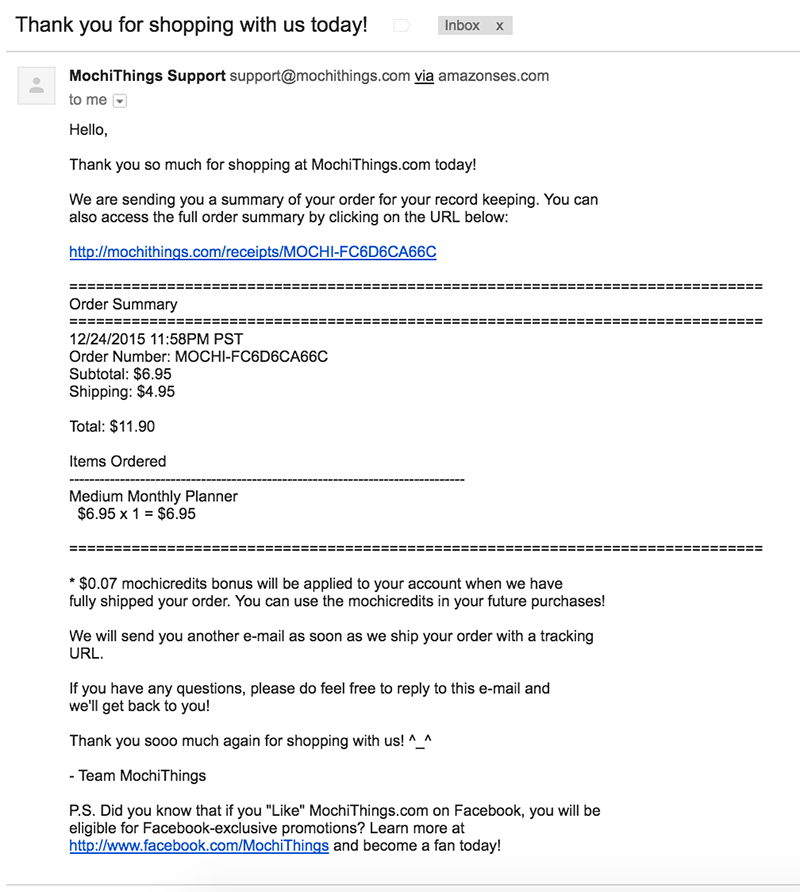 Thank you for shopping with us today!
Inbox x
MochiThings Support support@mochithings.com via amazonses.com
to me
Hello,
Thank you so much for shopping at MochiThings.com today!
We are sending you a summary of your order for your record keeping. You can
also access the full order summary by clicking on the URL below:
http://mochithings.com/receipts/MOCHI-FC6D6CA66C
==============================================================================
Order Summary
==============================================================================
12/24/2015 11:58PM PST
Order Number: MOCHI-FC6D6CA66C
Subtotal: $6.95
Shipping: $4.95
Total: $11.90
Items Ordered
-------------------------------------------------------------------------------
Medium Monthly Planner
$6.95 x 1 = $6.95
==============================================================================
* $0.07 mochicredits bonus will be applied to your account when we have
fully shipped your order. You can use the mochicredits in your future purchases!
We will send you another e-mail as soon as we ship your order with a tracking
URL.
If you have any questions, please do feel free to reply to this e-mail and
we'll get back to you!
Thank you sooo much again for shopping with us! ^_^
- Team MochiThings
P.S. Did you know that if you "Like" MochiThings.com on Facebook, you will be
eligible for Facebook-exclusive promotions? Learn more at
http://www.facebook.com/MochiThings and become a fan today!